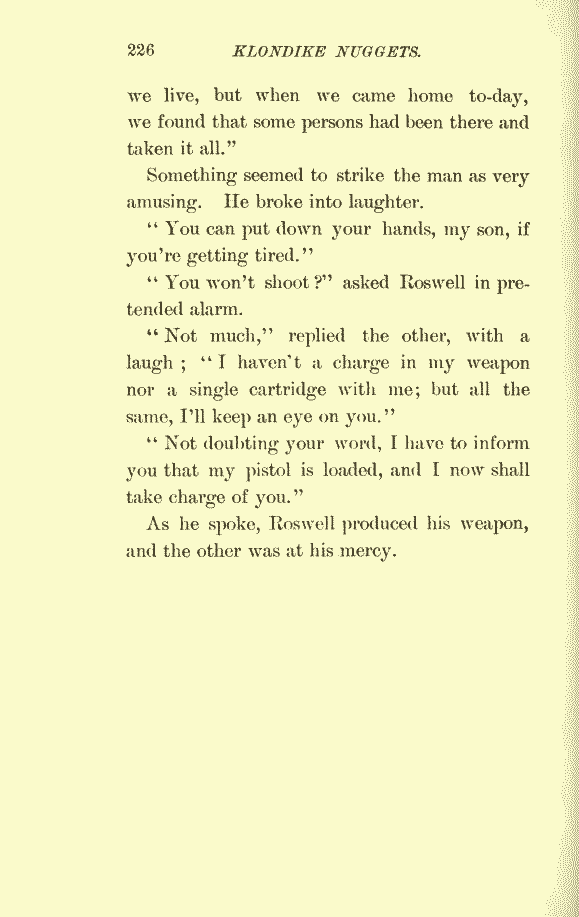 226 KLONDIKE NUGGETS.
we live, but when we came home to-day,
we found that some persons had been there and
taken it all."
Something seemed to strike the man as very
amusing. He broke into laughter.
" You can put down your hands, my son, if
you're getting tired."
" You won't shoot ?" asked Roswell in pre-
tended alarm.
" Not much," replied the other, with a
laugh ; " I haven't a charge in my weapon
nor a single cartridge with me; but all the
same, I'll keep an eye on you."
" Not doubting your word, I have to inform
you that my pistol is loaded, and I now shall
take charge of you."
As he spoke, Roswell produced his weapon,
and the other was at his mercy.